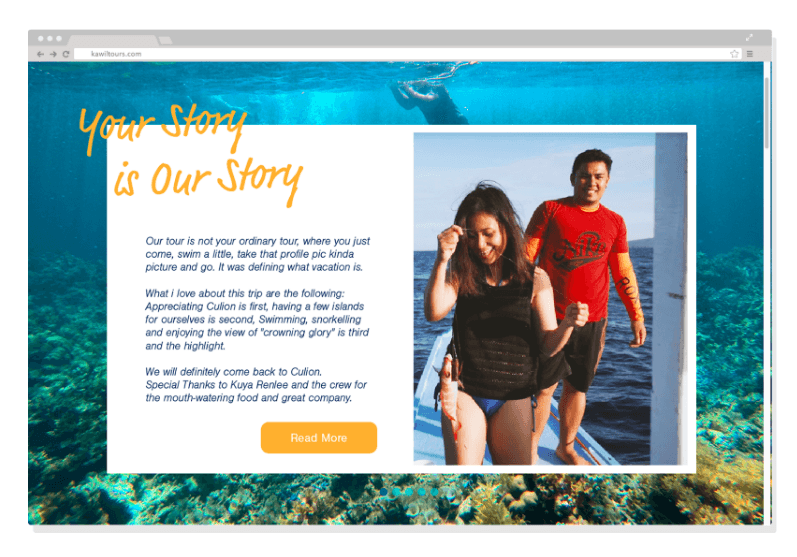 kawiltours.com
Your Story
is Our Story
Our tour is not your ordinary tour, where you just
come, swim a little, take that profile pic kinda
picture and go. It was defining what vacation is.
What i love about this trip are the following:
Appreciating Culion is first, having a few islands
for ourselves is second, Swimming, snorkelling
and enjoying the view of "crowning glory" is third
and the highlight.
We will definitely come back to Culion.
Special Thanks to Kuya Renlee and the crew for
the mouth-watering food and great company.
Read More